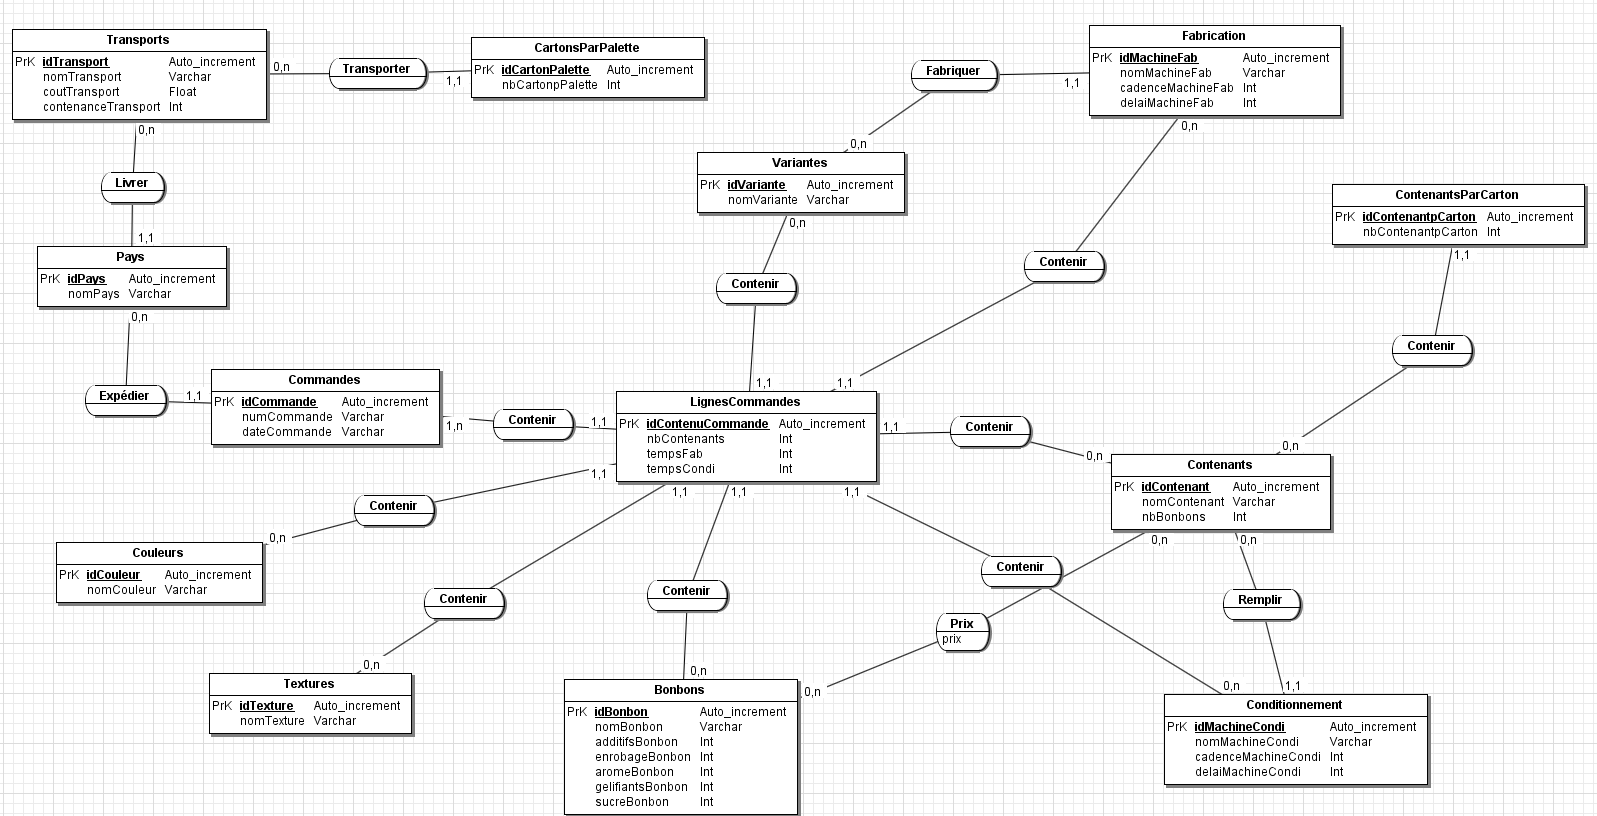 Transports
PrK idTransport Auto_increment
nomTransport Varchar
coutTransport Float
contenanceTransport Int
0,n
Transporter
1,1
CartonsParPalette
PrK idCartonPalette Auto_increment
nbCartonpPalette Int
Fabriquer
1,1
Fabrication
PrK idMachineFab Auto_increment
nomMachineFab Varchar
cadenceMachineFab Int
delaiMachineFab Int
0,n
0,n
0,n
Livrer
1,1
Variantes
PrK idVariante Auto_increment
nomVariante Varchar
0,n
ContenantsParCarton
PrK idContenantpCarton Auto_increment
nbContenantpCarton Int
1,1
Pays
PrK idPays Auto_increment
nomPays Varchar
0,n
Contenir
Contenir
Contenir
Expédier
1,1
Commandes
PrK idCommande Auto_increment
numCommande Varchar
dateCommande Varchar
1,n
Contenir
1,1
1,1
1,1
LignesCommandes
PrK idContenuCommande Auto_increment
nbContenants Int
tempsFab Int
tempsCondi Int
1,1
Contenir
0,n
0,n
Contenants
PrK idContenant Auto_increment
nomContenant Varchar
nbBonbons Int
1,1
1,1
1,1
1,1
Contenir
0,n
Couleurs
PrK idCouleur Auto_increment
nomCouleur Varchar
0,n
0,n
Contenir
Contenir
Contenir
Remplir
Prix
prix
0,n
Textures
PrK idTexture Auto_increment
nomTexture Varchar
0,n
0,n
Bonbons
PrK idBonbon Auto_increment
nomBonbon Varchar
additifsBonbon Int
enrobageBonbon Int
aromeBonbon Int
gelifiantsBonbon Int
sucreBonbon Int
0,n
1,1
Conditionnement
PrK idMachineCondi Auto_increment
nomMachineCondi Varchar
cadenceMachineCondi Int
delaiMachineCondi Int